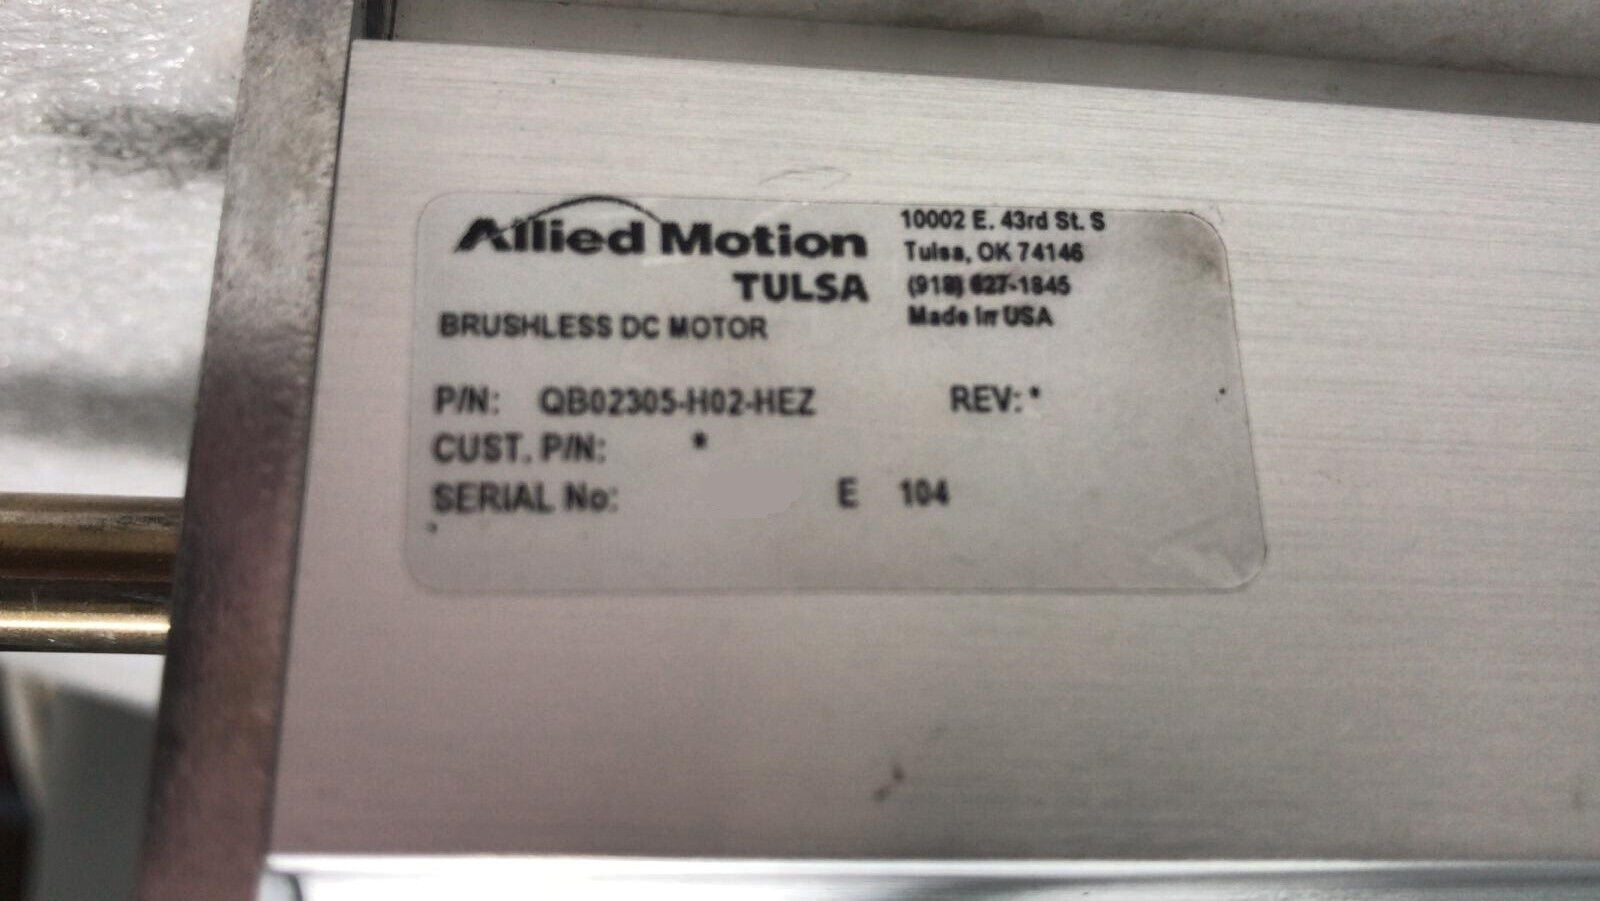 Allied Motion
TULSA
10002 E. 43rd St. S
Tulsa, OK 74146
(918) 627-1845
Made In USA
BRUSHLESS DC MOTOR
P/N: QB02305-H02-HEZ REV: *
CUST. P/N: *
SERIAL No: E 104